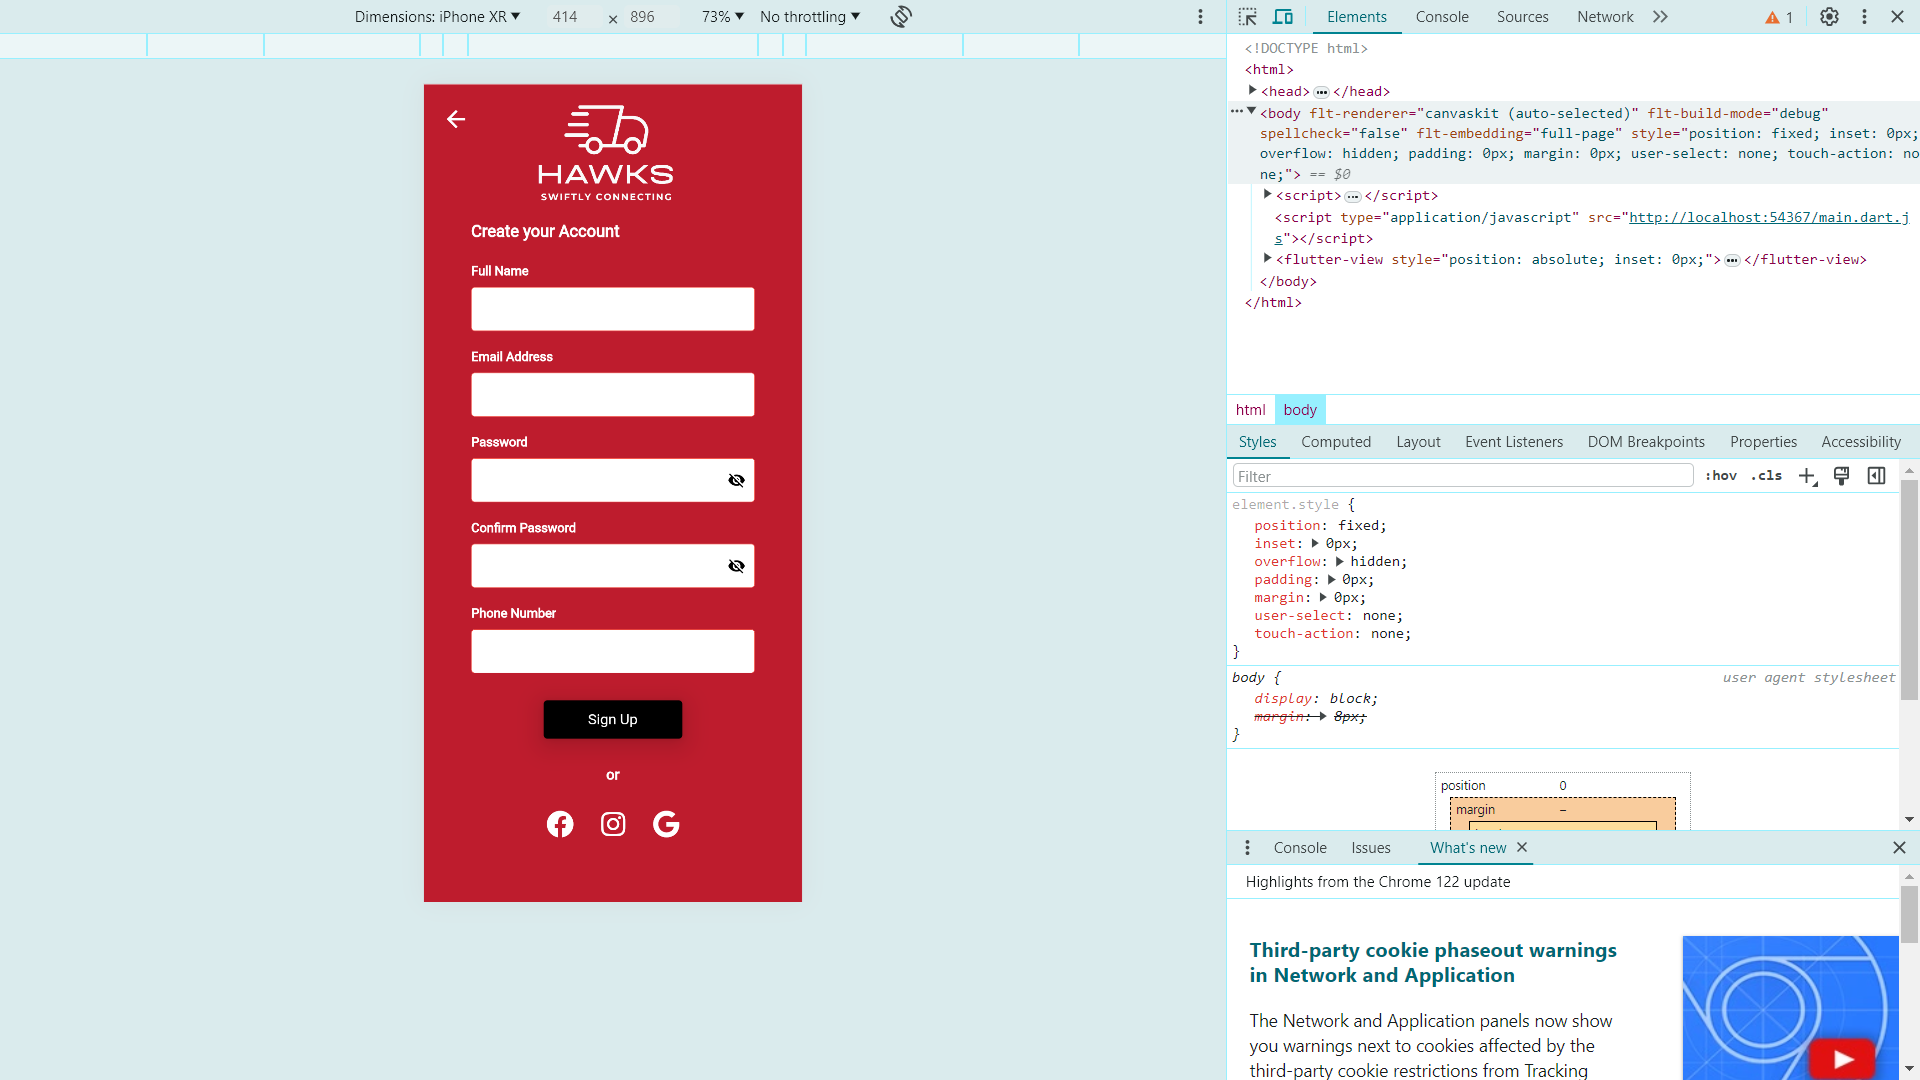 Dimensions: iPhone XR ▼ 414 × 896 73% ▼ No throttling ▼
HAWKS
SWIFTLY CONNECTING
Create your Account
Full Name
Email Address
Password
Confirm Password
Phone Number
Sign Up
or
Elements Console Sources Network 1
<!DOCTYPE html>
<html>
<head> ••• </head>
••• <body flt-renderer="canvaskit (auto-selected)" flt-build-mode="debug"
spellcheck="false" flt-embedding="full-page" style="position: fixed; inset: 0px;
overflow: hidden; padding: 0px; margin: 0px; user-select: none; touch-action: no
ne;"> == $0
<script> ••• </script>
<script type="application/javascript" src="http://localhost:54367/main.dart.j
s"></script>
<flutter-view style="position: absolute; inset: 0px;"> ••• </flutter-view>
</body>
</html>
html body
Styles Computed Layout Event Listeners DOM Breakpoints Properties Accessibility
Filter :hov .cls
element.style {
position: fixed;
inset: 0px;
overflow: hidden;
padding: 0px;
margin: 0px;
user-select: none;
touch-action: none;
}
body { user agent stylesheet
display: block;
margin: 8px;
}
position 0
margin –
Console Issues What's new
Highlights from the Chrome 122 update
Third-party cookie phaseout warnings
in Network and Application
The Network and Application panels now show
you warnings next to cookies affected by the
third-party cookie restrictions from Tracking